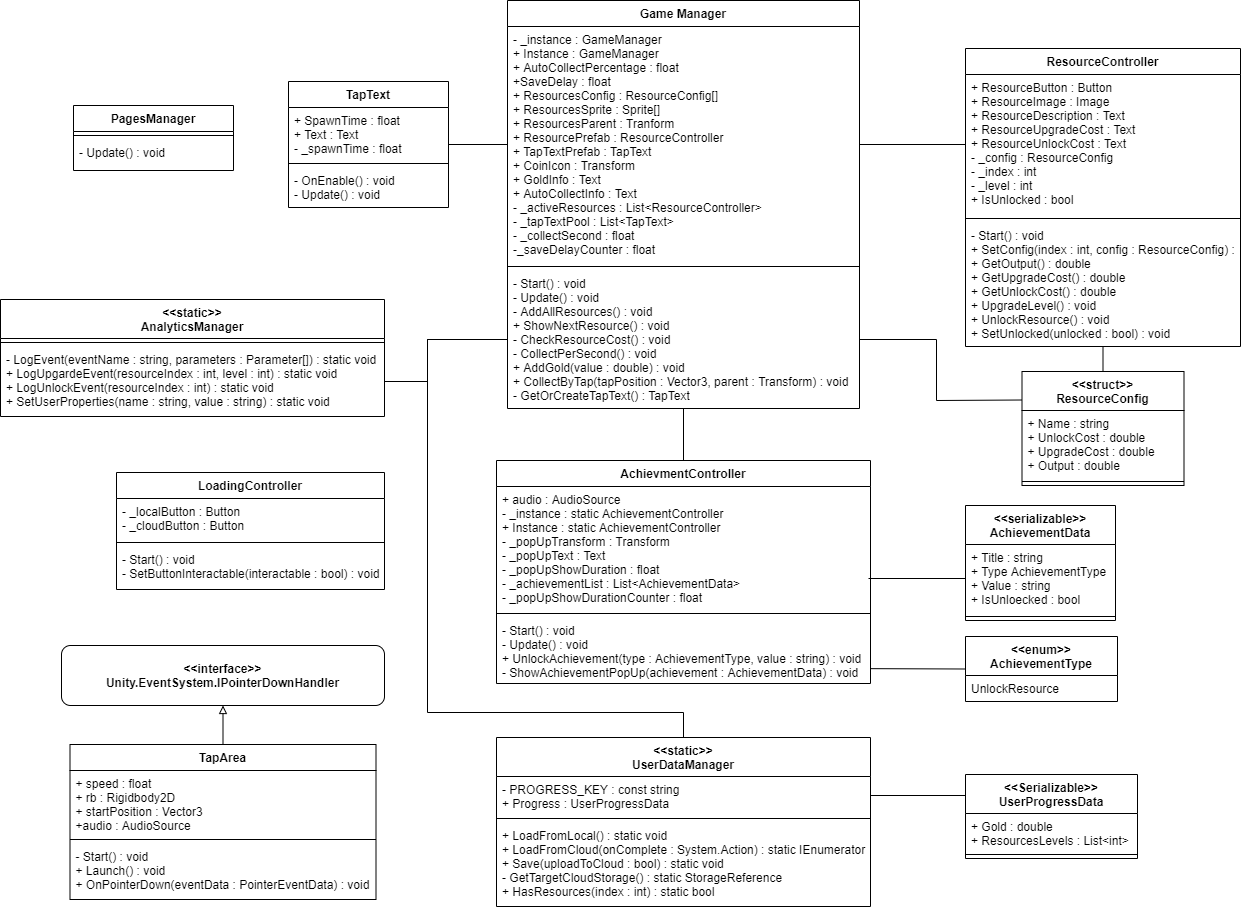 Game Manager
- _instance : GameManager
+ Instance : GameManager
+ AutoCollectPercentage : float
+SaveDelay : float
+ ResourcesConfig : ResourceConfig[]
+ ResourcesSprite : Sprite[]
+ ResourcesParent : Tranform
+ ResourcePrefab : ResourceController
+ TapTextPrefab : TapText
+ CoinIcon : Transform
+ GoldInfo : Text
+ AutoCollectInfo : Text
- _activeResources : List<ResourceController>
- _tapTextPool : List<TapText>
- _collectSecond : float
-_saveDelayCounter : float
- Start() : void
- Update() : void
- AddAllResources() : void
+ ShowNextResource() : void
- CheckResourceCost() : void
- CollectPerSecond() : void
+ AddGold(value : double) : void
+ CollectByTap(tapPosition : Vector3, parent : Transform) : void
- GetOrCreateTapText() : TapText
ResourceController
+ ResourceButton : Button
+ ResourceImage : Image
+ ResourceDescription : Text
+ ResourceUpgradeCost : Text
+ ResourceUnlockCost : Text
- _config : ResourceConfig
- _index : int
- _level : int
+ IsUnlocked : bool
- Start() : void
+ SetConfig(index : int, config : ResourceConfig) :
+ GetOutput() : double
+ GetUpgradeCost() : double
+ GetUnlockCost() : double
+ UpgradeLevel() : void
+ UnlockResource() : void
+ SetUnlocked(unlocked : bool) : void
TapText
+ SpawnTime : float
+ Text : Text
- _spawnTime : float
- OnEnable() : void
- Update() : void
PagesManager
- Update() : void
<<static>>
AnalyticsManager
- LogEvent(eventName : string, parameters : Parameter[]) : static void
+ LogUpgardeEvent(resourceIndex : int, level : int) : static void
+ LogUnlockEvent(resourceIndex : int) : static void
+ SetUserProperties(name : string, value : string) : static void
<<struct>>
ResourceConfig
+ Name : string
+ UnlockCost : double
+ UpgradeCost : double
+ Output : double
LoadingController
- _localButton : Button
- _cloudButton : Button
- Start() : void
- SetButtonInteractable(interactable : bool) : void
AchievmentController
+ audio : AudioSource
- _instance : static AchievementController
+ Instance : static AchievementController
- _popUpTransform : Transform
- _popUpText : Text
- _popUpShowDuration : float
- _achievementList : List<AchievementData>
- _popUpShowDurationCounter : float
- Start() : void
- Update() : void
+ UnlockAchievement(type : AchievementType, value : string) : void
- ShowAchievementPopUp(achievement : AchievementData) : void
<<serializable>>
AchievementData
+ Title : string
+ Type AchievementType
+ Value : string
+ IsUnloecked : bool
<<enum>>
AchievementType
UnlockResource
<<interface>>
Unity.EventSystem.IPointerDownHandler
TapArea
+ speed : float
+ rb : Rigidbody2D
+ startPosition : Vector3
+audio : AudioSource
- Start() : void
+ Launch() : void
+ OnPointerDown(eventData : PointerEventData) : void
<<static>>
UserDataManager
- PROGRESS_KEY : const string
+ Progress : UserProgressData
+ LoadFromLocal() : static void
+ LoadFromCloud(onComplete : System.Action) : static IEnumerator
+ Save(uploadToCloud : bool) : static void
- GetTargetCloudStorage() : static StorageReference
+ HasResources(index : int) : static bool
<<Serializable>>
UserProgressData
+ Gold : double
+ ResourcesLevels : List<int>